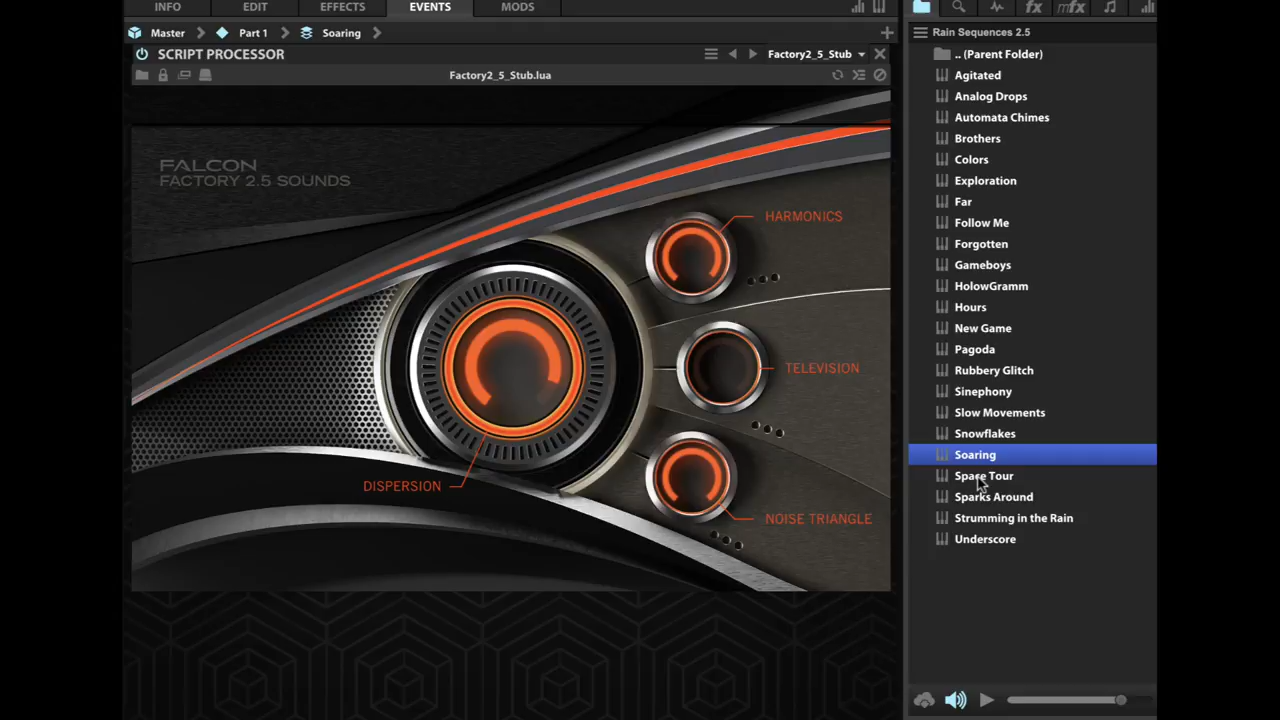 INFO
EDIT
EFFECTS
EVENTS
MODS
Master
Part 1
Soaring
SCRIPT PROCESSOR
Factory2_5_Stub
Factory2_5_Stub.lua
FALCON
FACTORY 2.5 SOUNDS
HARMONICS
TELEVISION
DISPERSION
NOISE TRIANGLE
fx
mfx
Rain Sequences 2.5
.. (Parent Folder)
Agitated
Analog Drops
Automata Chimes
Brothers
Colors
Exploration
Far
Follow Me
Forgotten
Gameboys
HolowGramm
Hours
New Game
Pagoda
Rubbery Glitch
Sinephony
Slow Movements
Snowflakes
Soaring
Space Tour
Sparks Around
Strumming in the Rain
Underscore